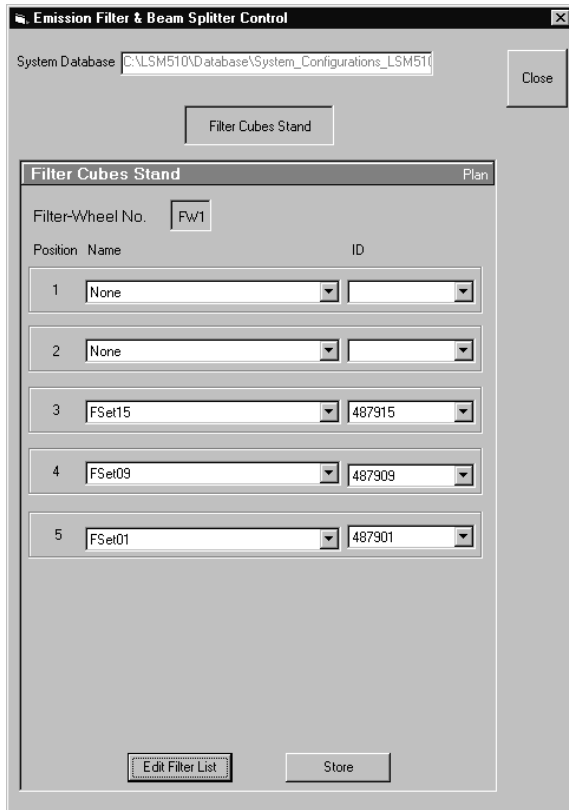 Emission Filter & Beam Splitter Control
System Database C:\LSM510\Database\System_Configurations_LSM510
Close
Filter Cubes Stand
Filter Cubes Stand Plan
Filter-Wheel No. FW1
Position Name ID
1 None
2 None
3 FSet15 487915
4 FSet09 487909
5 FSet01 487901
Edit Filter List Store